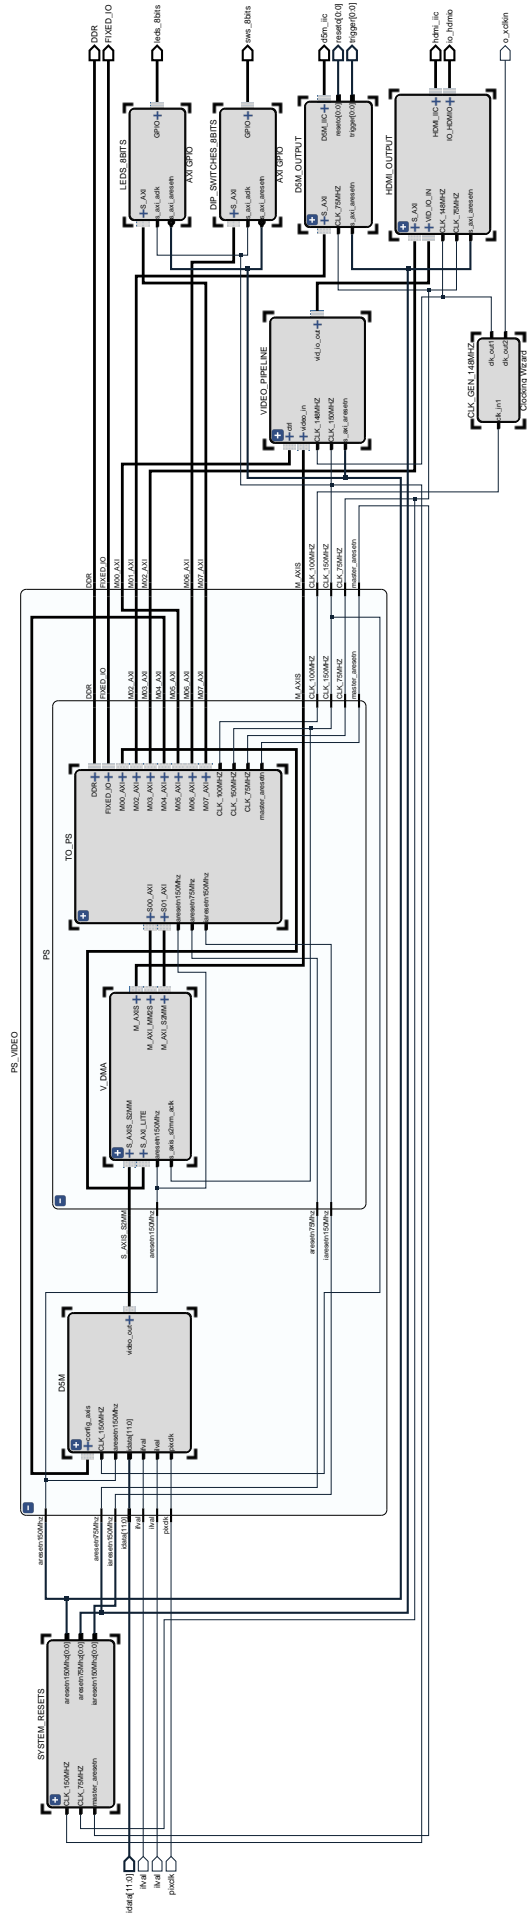 DDR
FIXED_IO
leds_8bits
sws_8bits
d5m_iic
reseto[0:0]
trigger[0:0]
hdmi_iic
io_hdmio
o_xclkin
LEDS_8BITS
GPIO
S_AXI
s_axi_aclk
s_axi_aresetn
AXI GPIO
DIP_SWITCHES_8BITS
GPIO
S_AXI
s_axi_aclk
s_axi_aresetn
AXI GPIO
D5M_OUTPUT
D5M_IIC
reseto[0:0]
trigger[0:0]
S_AXI
CLK_75MHZ
s_axi_aresetn
HDMI_OUTPUT
HDMI_IIC
IO_HDMIO
S_AXI
VID_IO_IN
CLK_148MHZ
CLK_75MHZ
s_axi_aresetn
VIDEO_PIPELINE
vid_io_out
ctrl
video_in
CLK_148MHZ
CLK_150MHZ
s_axi_aresetn
CLK_GEN_148MHZ
clk_out1
clk_out2
clk_in1
Clocking Wizard
PS_VIDEO
DDR
FIXED_IO
M00_AXI
M01_AXI
M02_AXI
M06_AXI
M07_AXI
M_AXIS
CLK_100MHZ
CLK_150MHZ
CLK_75MHZ
master_aresetn
PS
DDR
FIXED_IO
M02_AXI
M03_AXI
M04_AXI
M05_AXI
M06_AXI
M07_AXI
M_AXIS
CLK_100MHZ
CLK_150MHZ
CLK_75MHZ
master_aresetn
TO_PS
DDR
FIXED_IO
M00_AXI
M02_AXI
M03_AXI
M04_AXI
M05_AXI
M06_AXI
M07_AXI
CLK_100MHZ
CLK_150MHZ
CLK_75MHZ
master_aresetn
S00_AXI
S01_AXI
aresetn150Mhz
aresetn75Mhz
iaresetn150Mhz
V_DMA
M_AXIS
M_AXI_MM2S
M_AXI_S2MM
S_AXIS_S2MM
S_AXI_LITE
aresetn150Mhz
s_axis_s2mm_aclk
S_AXIS_S2MM
aresetn150Mhz
aresetn75Mhz
iaresetn150Mhz
D5M
video_out
config_axis
CLK_150MHZ
aresetn150Mhz
idata[11:0]
ifval
ilval
pixclk
aresetn150Mhz
aresetn75Mhz
iaresetn150Mhz
idata[11:0]
ifval
ilval
pixclk
SYSTEM_RESETS
aresetn150Mhz[0:0]
aresetn75Mhz[0:0]
iaresetn150Mhz[0:0]
CLK_150MHZ
CLK_75MHZ
master_aresetn
idata[11:0]
ifval
ilval
pixclk